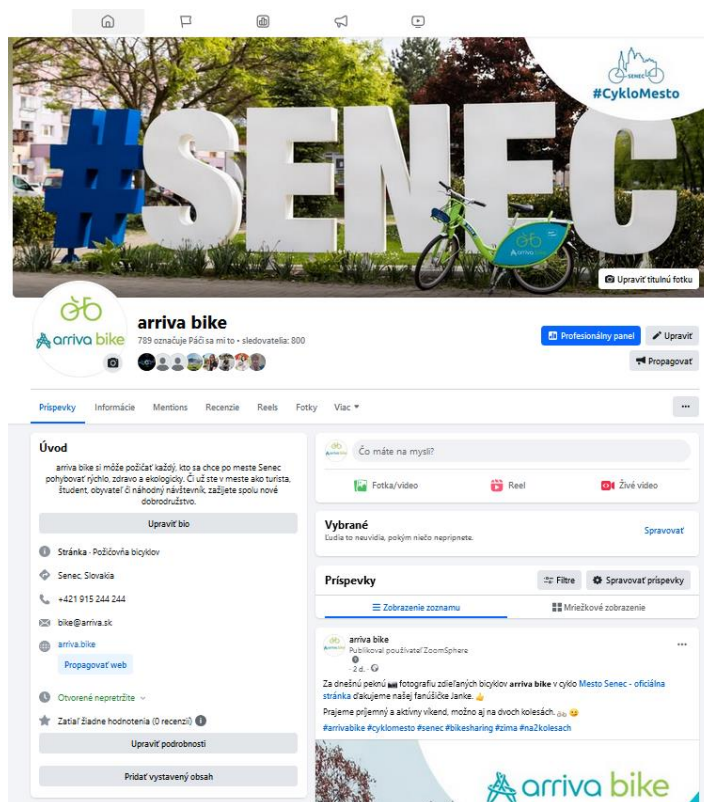 SENEC
#CykloMesto
#SENEC
arriva bike
Upraviť titulnú fotku
arriva bike
arriva bike
789 označuje Páči sa mi to • sledovatelia: 800
Profesionálny panel
Upraviť
Propagovať
Príspevky
Informácie
Mentions
Recenzie
Reels
Fotky
Viac
Úvod
arriva bike si môže požičať každý, kto sa chce po meste Senec
pohybovať rýchlo, zdravo a ekologicky. Či už ste v meste ako turista,
študent, obyvateľ či náhodný návštevník, zažijete spolu nové
dobrodružstvo.
Upraviť bio
Stránka · Požičovňa bicyklov
Senec, Slovakia
+421 915 244 244
bike@arriva.sk
arriva.bike
Propagovať web
Otvorené nepretržite
Zatiaľ žiadne hodnotenia (0 recenzií)
Upraviť podrobnosti
Pridať vystavený obsah
Čo máte na mysli?
Fotka/video
Reel
Živé video
Vybrané
Ľudia to neuvidia, pokým niečo nepripnete.
Spravovať
Príspevky
Filtre
Spravovať príspevky
Zobrazenie zoznamu
Mriežkové zobrazenie
arriva bike
Publikoval používateľ ZoomSphere
· 2 d. ·
Za dnešnú peknú 📷 fotografiu zdieľaných bicyklov arriva bike v cyklo Mesto Senec - oficiálna
stránka ďakujeme našej fanúšičke Janke. 👍
Prajeme príjemný a aktívny víkend, možno aj na dvoch kolesách. 🚲 😊
#arrivabike #cyklomesto #senec #bikesharing #zima #na2kolesach
arriva bike